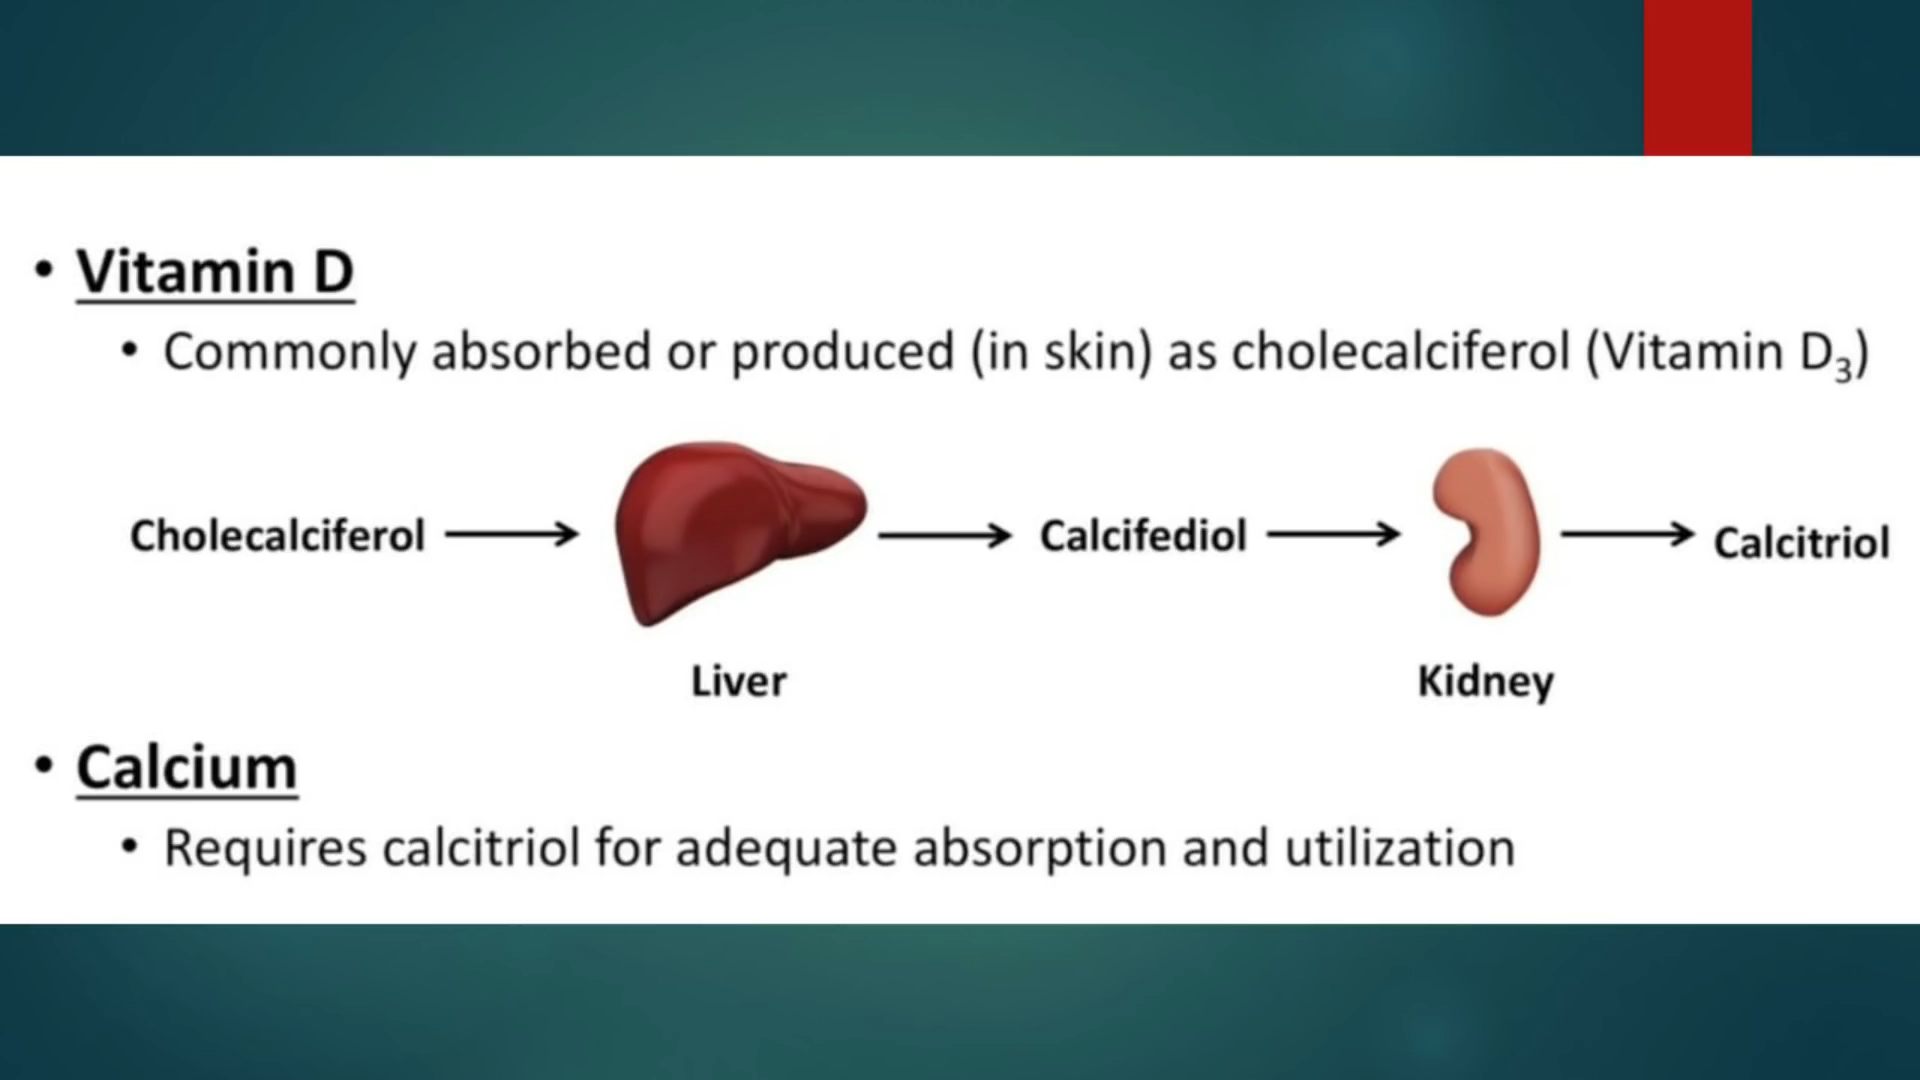 • Vitamin D
• Commonly absorbed or produced (in skin) as cholecalciferol (Vitamin D₃)
Cholecalciferol → → Calcifediol → → Calcitriol
Liver Kidney
• Calcium
• Requires calcitriol for adequate absorption and utilization